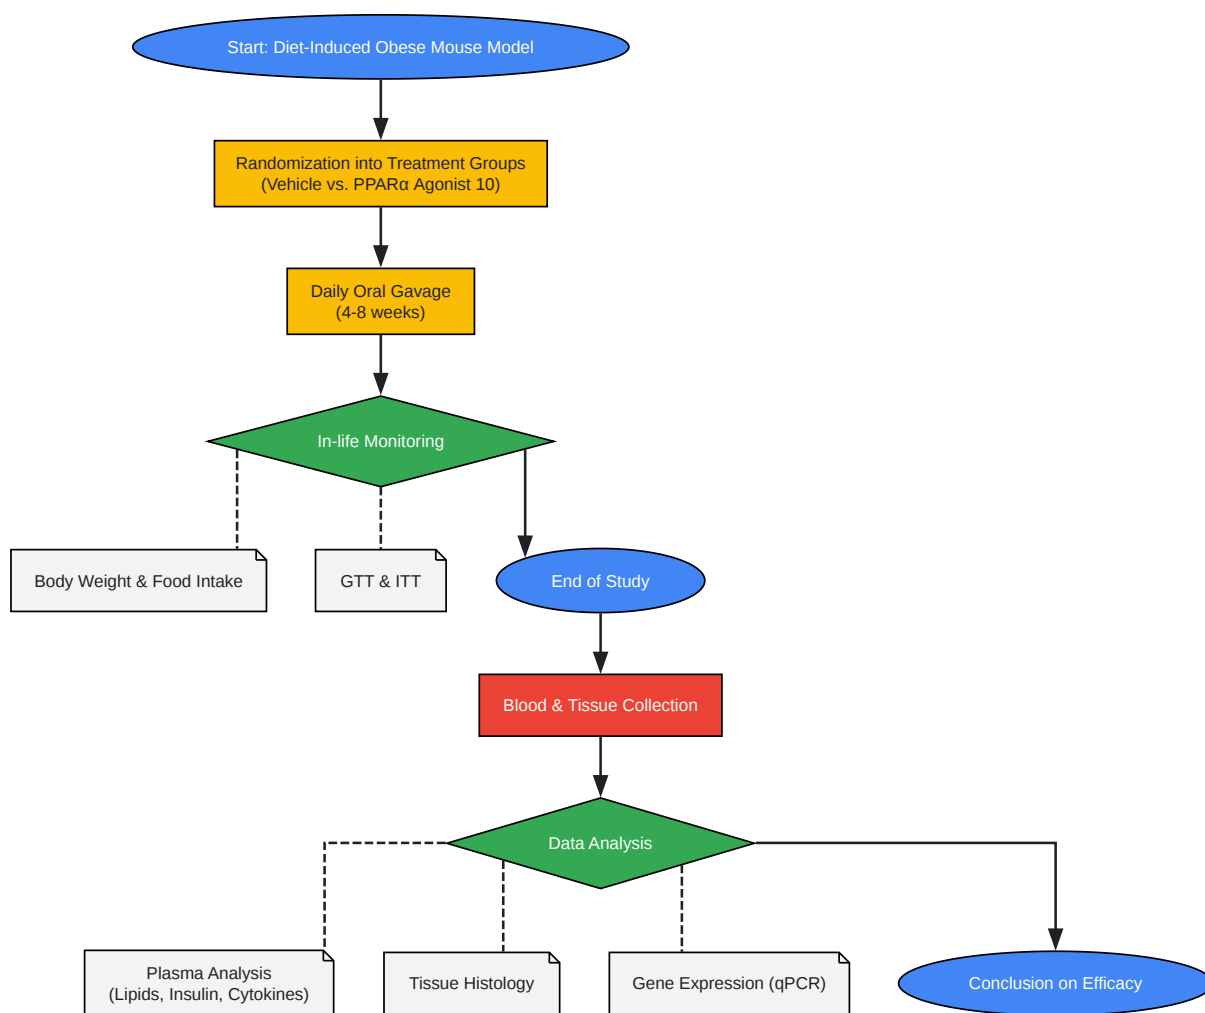 Start: Diet-Induced Obese Mouse Model
Randomization into Treatment Groups
(Vehicle vs. PPARα Agonist 10)
Daily Oral Gavage
(4-8 weeks)
In-life Monitoring
Body Weight & Food Intake
GTT & ITT
End of Study
Blood & Tissue Collection
Data Analysis
Plasma Analysis
(Lipids, Insulin, Cytokines)
Tissue Histology
Gene Expression (qPCR)
Conclusion on Efficacy